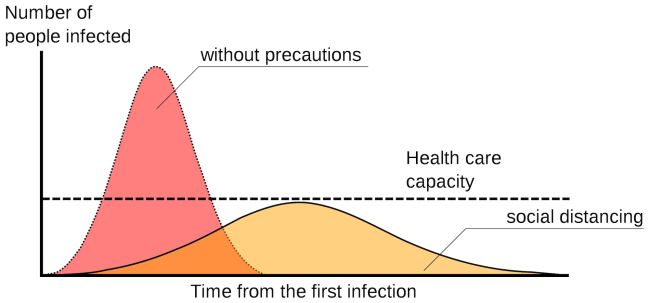 Number of
people infected
without precautions
Health care
capacity
social distancing
Time from the first infection